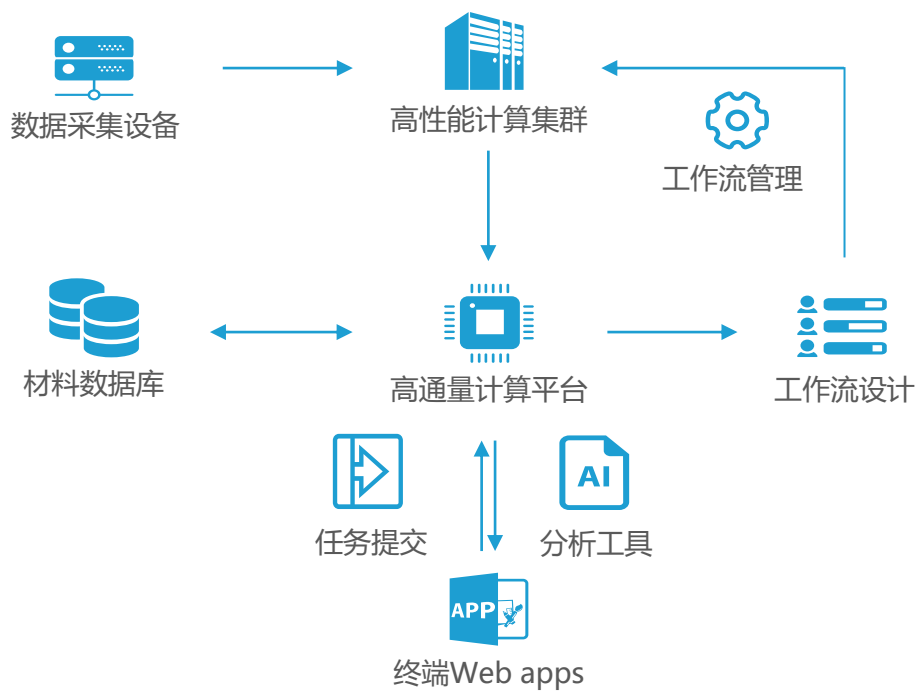 数据采集设备
高性能计算集群
工作流管理
材料数据库
高通量计算平台
工作流设计
任务提交
AI
分析工具
APP
终端Web apps